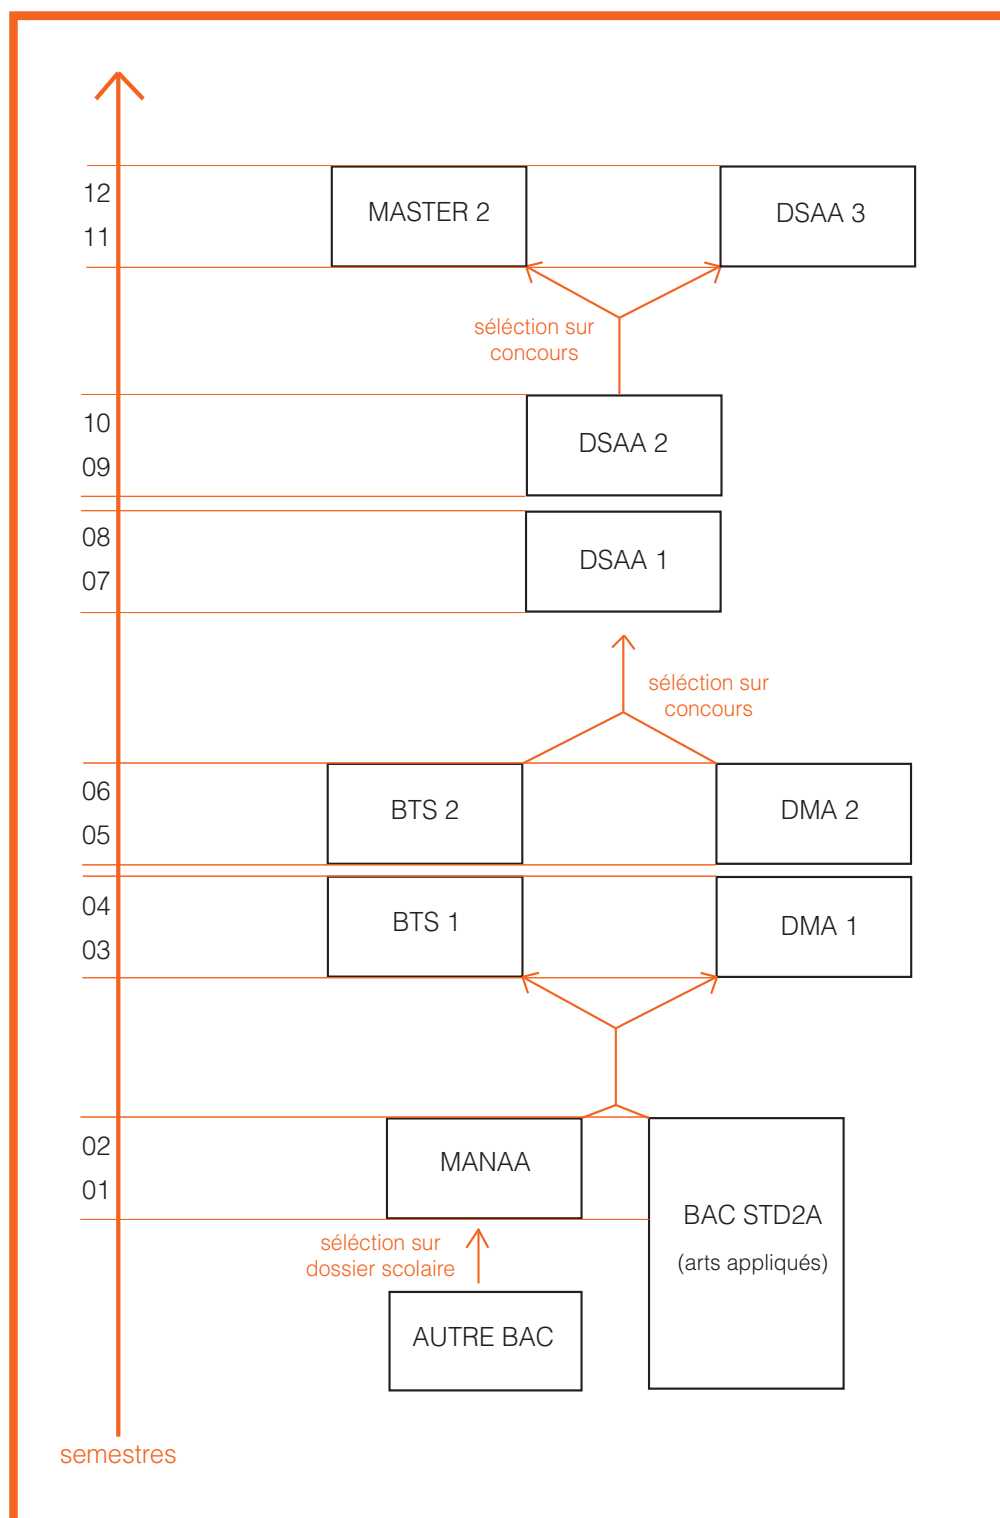 12
MASTER 2
DSAA 3
11
séléction sur
concours
10
DSAA 2
09
08
DSAA 1
07
séléction sur
concours
06
BTS 2
DMA 2
05
04
BTS 1
DMA 1
03
02
MANAA
01
BAC STD2A
(arts appliqués)
séléction sur
dossier scolaire
AUTRE BAC
semestres